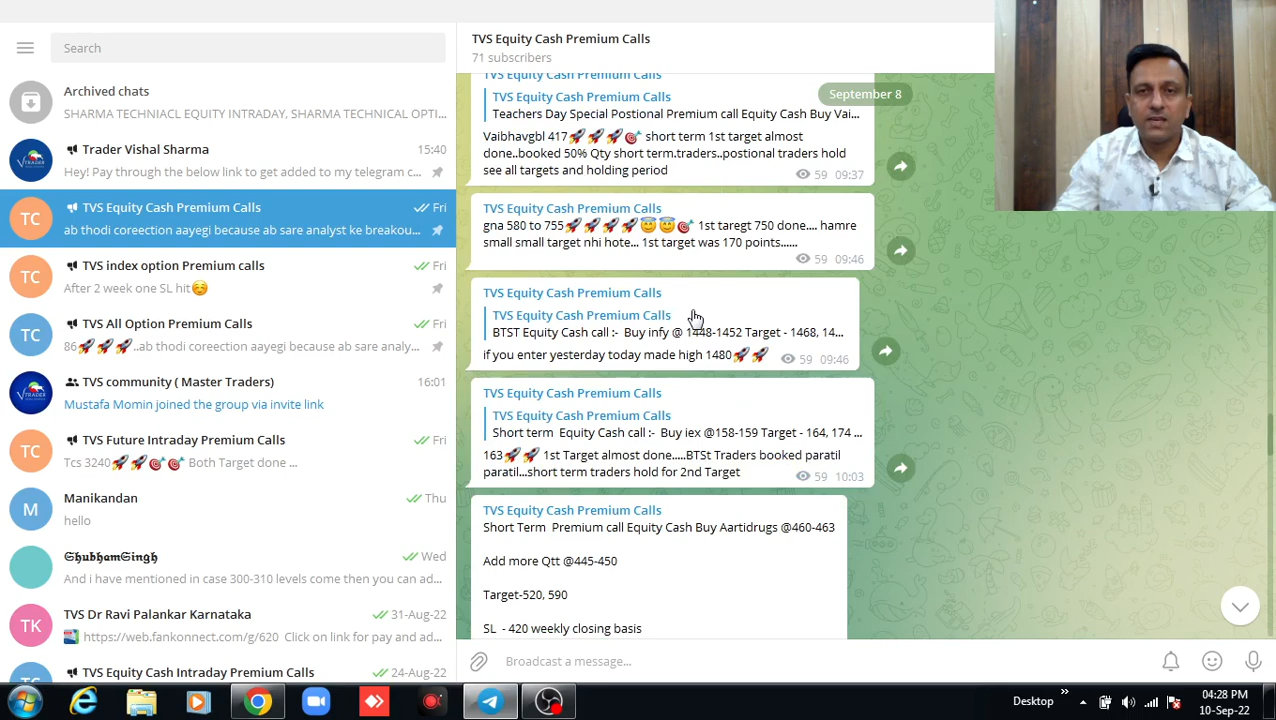 Search
Archived chats
SHARMA TECHNIACL EQUITY INTRADAY, SHARMA TECHNICAL OPTI...
Trader Vishal Sharma 15:40
Hey! Pay through the below link to get added to my telegram c...
TC TVS Equity Cash Premium Calls Fri
ab thodi coreection aayegi because ab sare analyst ke breakou...
TC TVS index option Premium calls Fri
After 2 week one SL hit😌
TC TVS All Option Premium Calls Fri
86🚀🚀🚀..ab thodi coreection aayegi because ab sare analy...
TVS community ( Master Traders) 16:01
Mustafa Momin joined the group via invite link
TC TVS Future Intraday Premium Calls Fri
Tcs 3240🚀🚀🎯🎯 Both Target done ...
M Manikandan Thu
hello
𝕾𝖍𝖚𝖇𝖍𝖆𝖒𝕾𝖎𝖓𝖌𝖍 Wed
And i have mentioned in case 300-310 levels come then you can ad...
TK TVS Dr Ravi Palankar Karnataka 31-Aug-22
https://web.fankonnect.com/g/620 Click on link for pay and ad...
TVS Equity Cash Intraday Premium Calls 24-Aug-22
TVS Equity Cash Premium Calls
71 subscribers
September 8
TVS Equity Cash Premium Calls
TVS Equity Cash Premium Calls
Teachers Day Special Postional Premium call Equity Cash Buy Vai...
Vaibhavgbl 417🚀🚀🚀🎯 short term 1st target almost
done..booked 50% Qty short term.traders..postional traders hold
see all targets and holding period
59 09:37
TVS Equity Cash Premium Calls
gna 580 to 755🚀🚀🚀🚀😇😇🎯 1st taregt 750 done.... hamre
small small target nhi hote... 1st target was 170 points......
59 09:46
TVS Equity Cash Premium Calls
TVS Equity Cash Premium Calls
BTST Equity Cash call :- Buy infy @ 1448-1452 Target - 1468, 14...
if you enter yesterday today made high 1480🚀🚀 59 09:46
TVS Equity Cash Premium Calls
TVS Equity Cash Premium Calls
Short term Equity Cash call :- Buy iex @158-159 Target - 164, 174 ...
163🚀🚀 1st Target almost done.....BTSt Traders booked paratil
paratil...short term traders hold for 2nd Target
59 10:03
TVS Equity Cash Premium Calls
Short Term Premium call Equity Cash Buy Aartidrugs @460-463
Add more Qtt @445-450
Target-520, 590
SL - 420 weekly closing basis
Broadcast a message...
Desktop
04:28 PM
10-Sep-22